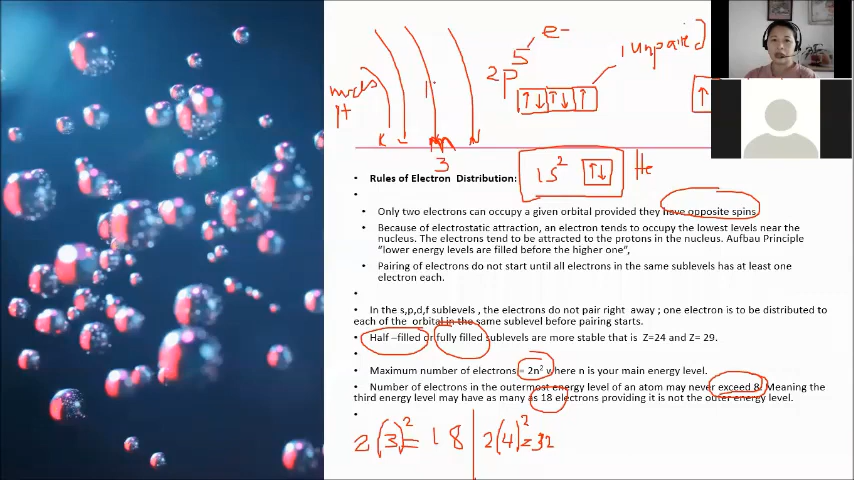 2p5 e-
1 unpaired
K L M N
3
1s2 He
Rules of Electron Distribution:
Only two electrons can occupy a given orbital provided they have opposite spins
Because of electrostatic attraction, an electron tends to occupy the lowest levels near the
nucleus. The electrons tend to be attracted to the protons in the nucleus. Aufbau Principle
"lower energy levels are filled before the higher one",
Pairing of electrons do not start until all electrons in the same sublevels has at least one
electron each.
In the s,p,d,f sublevels , the electrons do not pair right away ; one electron is to be distributed to
each of the orbital in the same sublevel before pairing starts.
Half –filled or fully filled sublevels are more stable that is Z=24 and Z= 29.
Maximum number of electrons = 2n² where n is your main energy level.
Number of electrons in the outermost energy level of an atom may never exceed 8. Meaning the
third energy level may have as many as 18 electrons providing it is not the outer energy level.
2(3)²=18 2(4)²=32